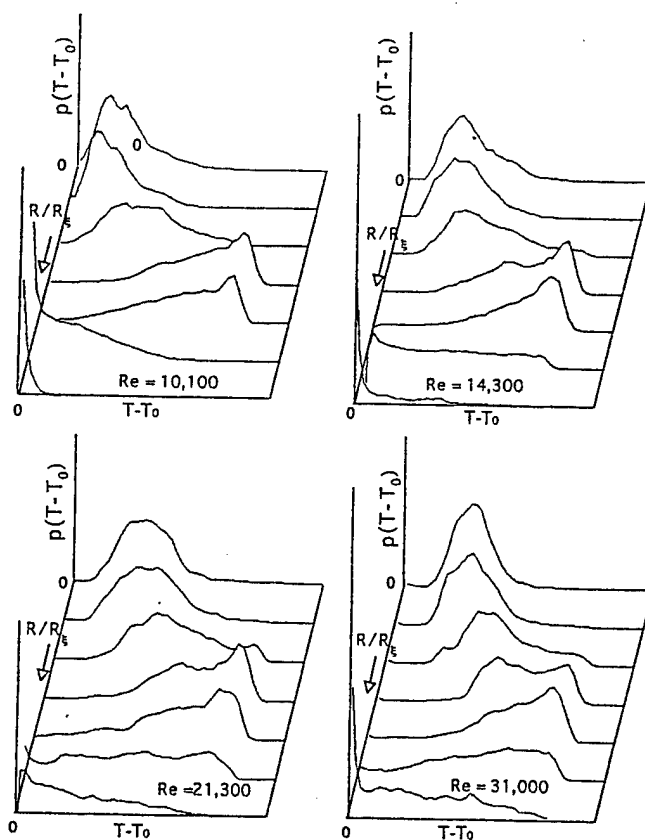 p(T-T₀)
0
0
R/R_ξ
Re = 10,100
0
T-T₀
p(T-T₀)
0
R/R_ξ
Re = 14,300
0
T-T₀
p(T-T₀)
0
R/R_ξ
Re =21,300
0
T-T₀
p(T-T₀)
0
R/R_ξ
Re = 31,000
0
T-T₀